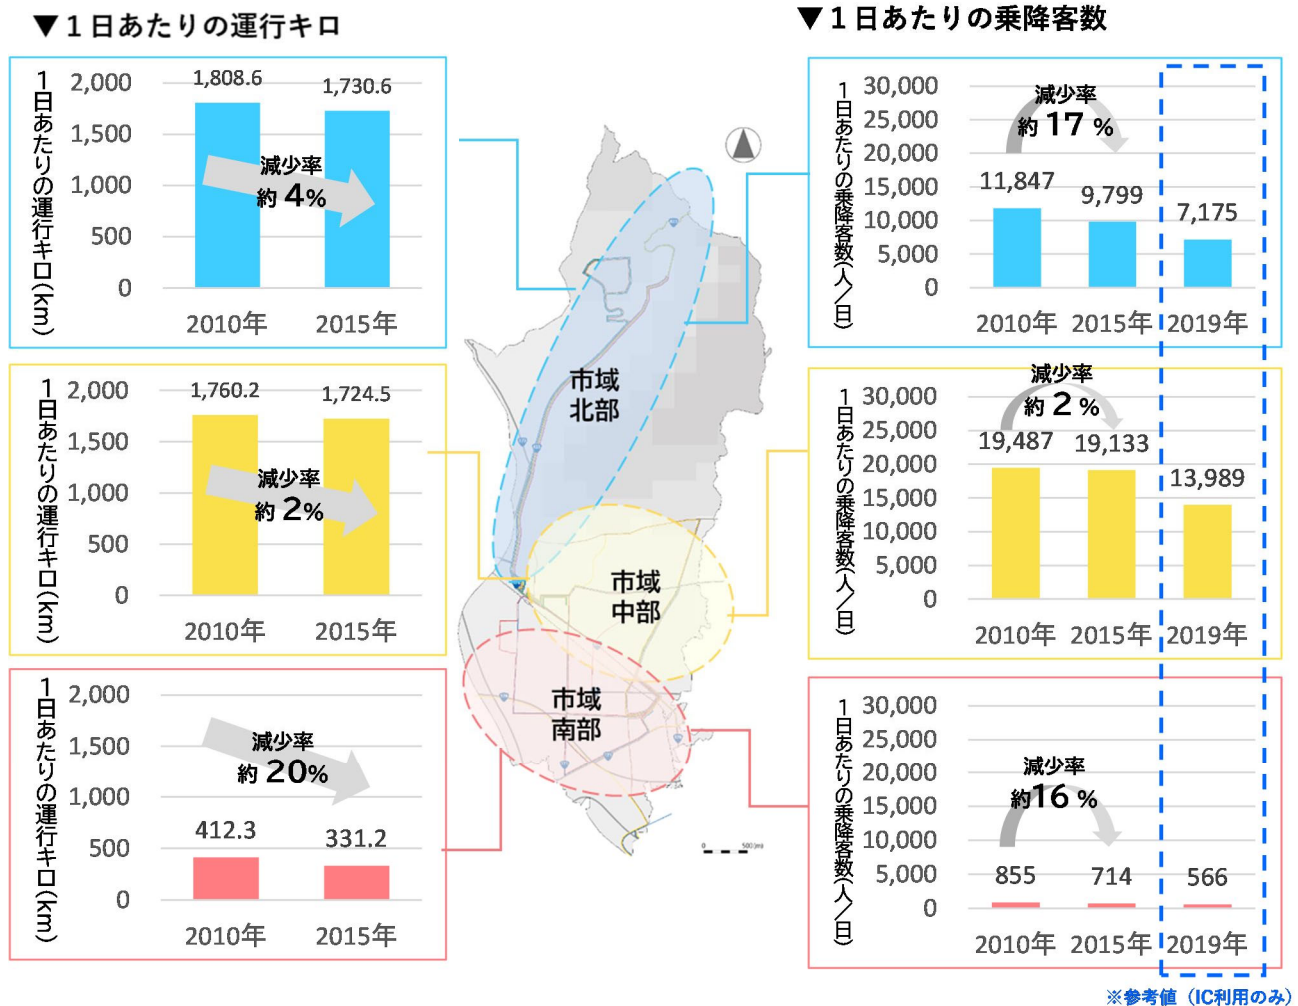 ▼１日あたりの運行キロ
１日あたりの運行キロ(km)
2,000
1,500
1,000
500
0
1,808.6
1,730.6
減少率
約 4%
2010年
2015年
１日あたりの運行キロ(km)
2,000
1,500
1,000
500
0
1,760.2
1,724.5
減少率
約 2%
2010年
2015年
１日あたりの運行キロ(km)
2,000
1,500
1,000
500
0
減少率
約 20%
412.3
331.2
2010年
2015年
市域
北部
市域
中部
市域
南部
0 500(m)
▼１日あたりの乗降客数
１日あたりの乗降客数(人／日)
30,000
25,000
20,000
15,000
10,000
5,000
0
減少率
約 17 %
11,847
9,799
7,175
2010年
2015年
2019年
１日あたりの乗降客数(人／日)
30,000
25,000
20,000
15,000
10,000
5,000
0
減少率
約 2 %
19,487
19,133
13,989
2010年
2015年
2019年
１日あたりの乗降客数(人／日)
30,000
25,000
20,000
15,000
10,000
5,000
0
減少率
約16 %
855
714
566
2010年
2015年
2019年
※参考値（IC利用のみ）